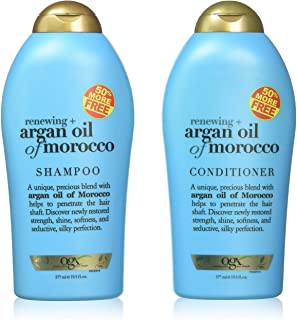 50%
MORE
FREE
renewing +
argan oil
of morocco
SHAMPOO
A unique, precious blend with
argan oil of Morocco
helps to penetrate the hair
shaft. Discover newly restored
strength, shine, softness, and
seductive, silky perfection.
ogx
50%
MORE
FREE
renewing +
argan oil
of morocco
CONDITIONER
A unique, precious blend with
argan oil of Morocco
helps to penetrate the hair
shaft. Discover newly restored
strength, shine, softness, and
seductive, silky perfection.
ogx